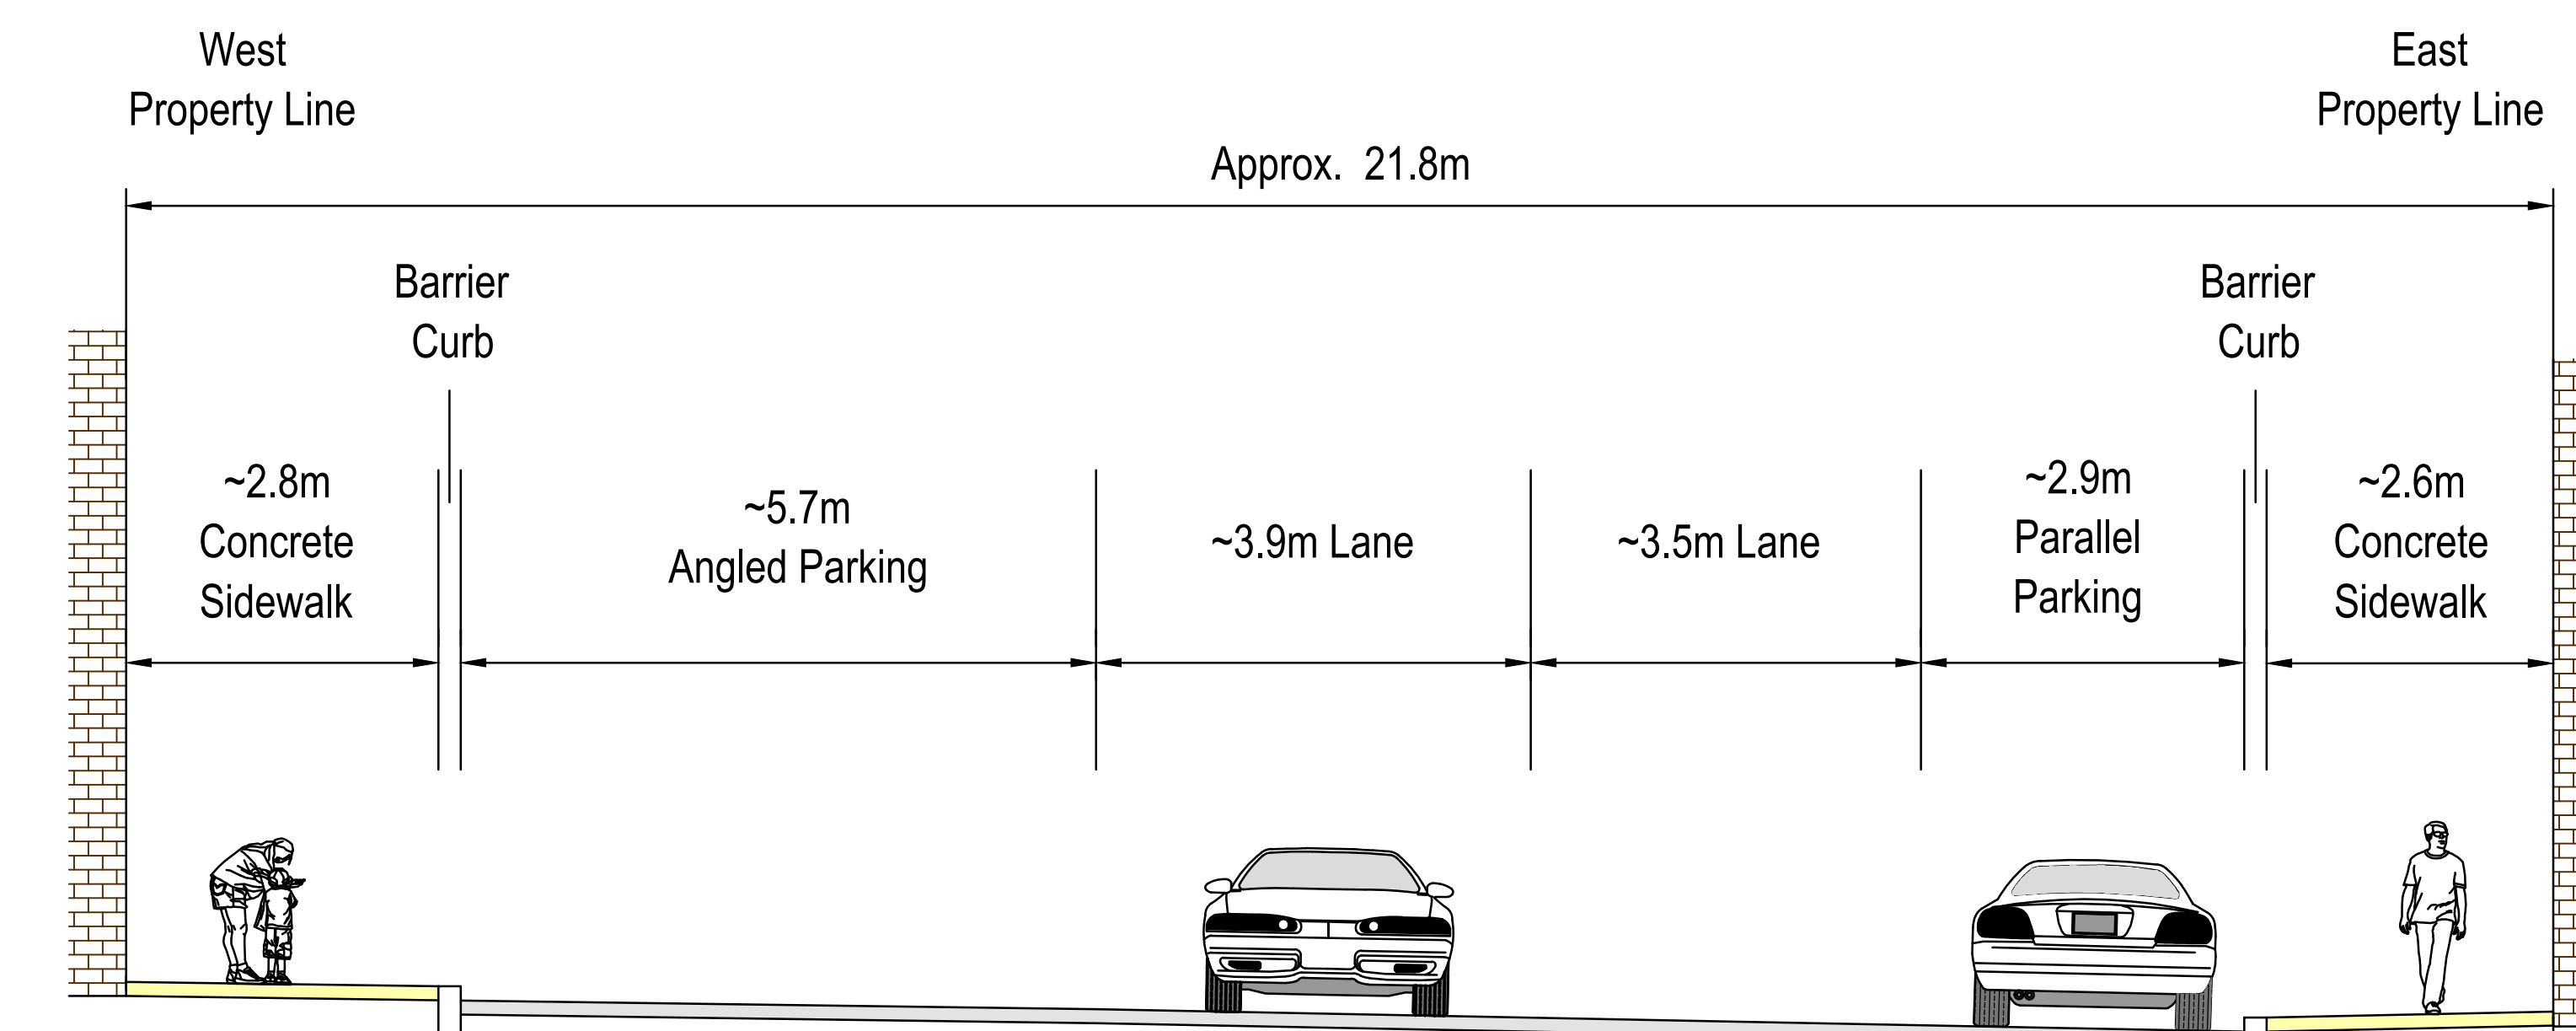 West
Property Line
East
Property Line
Approx. 21.8m
Barrier
Curb
Barrier
Curb
~2.8m
Concrete
Sidewalk
~5.7m
Angled Parking
~3.9m Lane
~3.5m Lane
~2.9m
Parallel
Parking
~2.6m
Concrete
Sidewalk